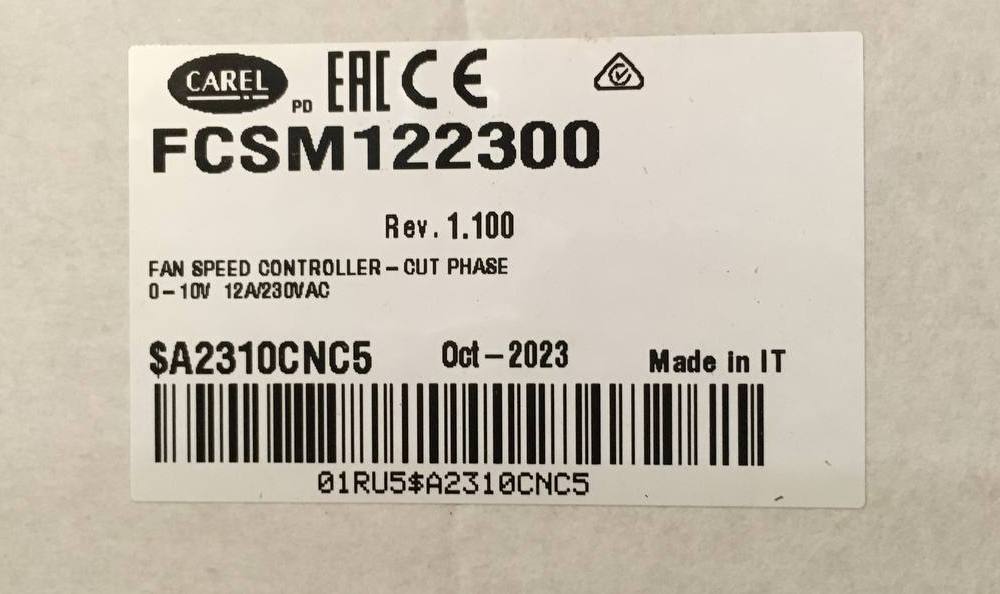 CAREL PD EAC CE
FCSM122300
Rev. 1.100
FAN SPEED CONTROLLER – CUT PHASE
0 – 10V 12A/230VAC
$A2310CNC5 Oct – 2023 Made in IT
01RU5$A2310CNC5